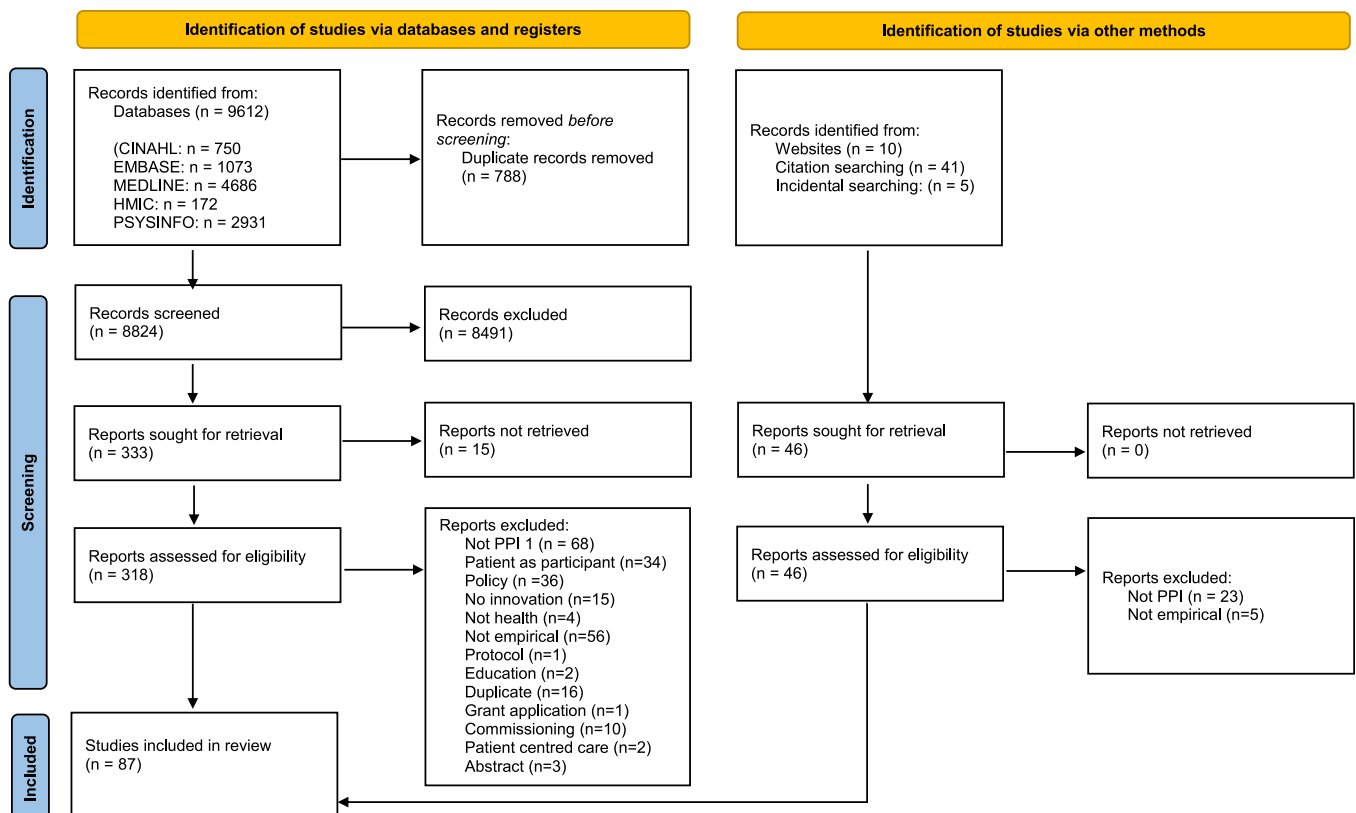 Identification of studies via databases and registers
Identification of studies via other methods
Identification
Records identified from:
Databases (n = 9612)
(CINAHL: n = 750
EMBASE: n = 1073
MEDLINE: n = 4686
HMIC: n = 172
PSYSINFO: n = 2931
Records removed before
screening:
Duplicate records removed
(n = 788)
Records identified from:
Websites (n = 10)
Citation searching (n = 41)
Incidental searching: (n = 5)
Screening
Records screened
(n = 8824)
Records excluded
(n = 8491)
Reports sought for retrieval
(n = 333)
Reports not retrieved
(n = 15)
Reports sought for retrieval
(n = 46)
Reports not retrieved
(n = 0)
Reports assessed for eligibility
(n = 318)
Reports excluded:
Not PPI 1 (n = 68)
Patient as participant (n=34)
Policy (n =36)
No innovation (n=15)
Not health (n=4)
Not empirical (n=56)
Protocol (n=1)
Education (n=2)
Duplicate (n=16)
Grant application (n=1)
Commissioning (n=10)
Patient centred care (n=2)
Abstract (n=3)
Reports assessed for eligibility
(n = 46)
Reports excluded:
Not PPI (n = 23)
Not empirical (n=5)
Included
Studies included in review
(n = 87)